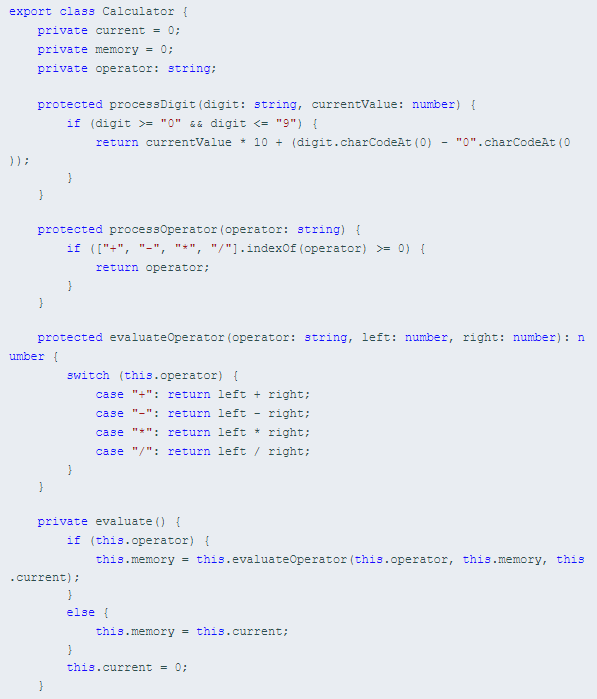 export class Calculator {
    private current = 0;
    private memory = 0;
    private operator: string;

    protected processDigit(digit: string, currentValue: number) {
        if (digit >= "0" && digit <= "9") {
            return currentValue * 10 + (digit.charCodeAt(0) - "0".charCodeAt(0
));
        }
    }

    protected processOperator(operator: string) {
        if (["+", "-", "*", "/"].indexOf(operator) >= 0) {
            return operator;
        }
    }

    protected evaluateOperator(operator: string, left: number, right: number): n
umber {
        switch (this.operator) {
            case "+": return left + right;
            case "-": return left - right;
            case "*": return left * right;
            case "/": return left / right;
        }
    }

    private evaluate() {
        if (this.operator) {
            this.memory = this.evaluateOperator(this.operator, this.memory, this
.current);
        }
        else {
            this.memory = this.current;
        }
        this.current = 0;
    }